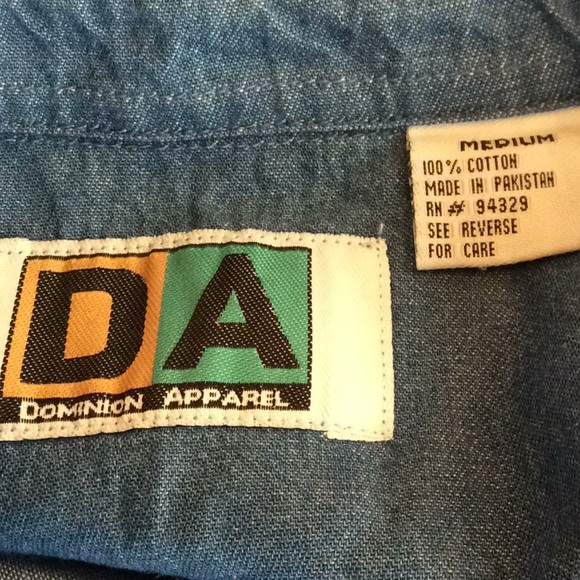 MEDIUM
100% COTTON
MADE IN PAKISTAN
RN # 94329
SEE REVERSE
FOR CARE
DA
DOMINION APPAREL